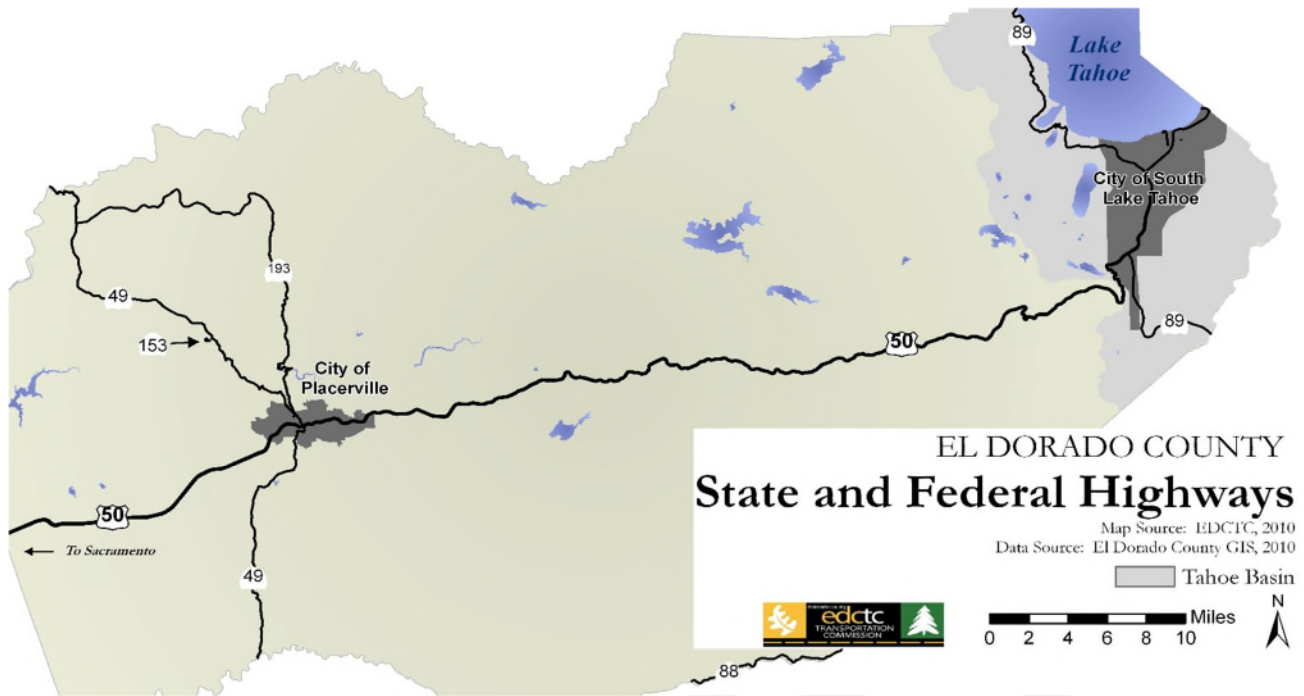 89
Lake
Tahoe
City of South
Lake Tahoe
193
49
153
City of
Placerville
50
89
50
To Sacramento
49
EL DORADO COUNTY
State and Federal Highways
Map Source: EDCTC, 2010
Data Source: El Dorado County GIS, 2010
Tahoe Basin
N
Miles
0 2 4 6 8 10
edctc
TRANSPORTATION
COMMISSION
88